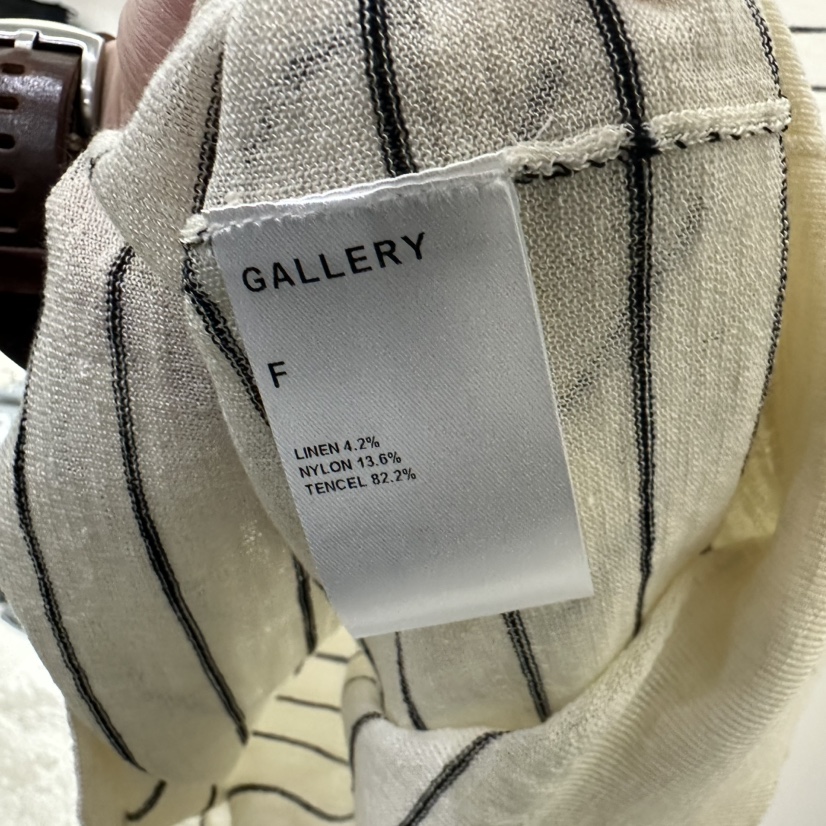 GALLERY
F
LINEN 4.2%
NYLON 13.6%
TENCEL 82.2%